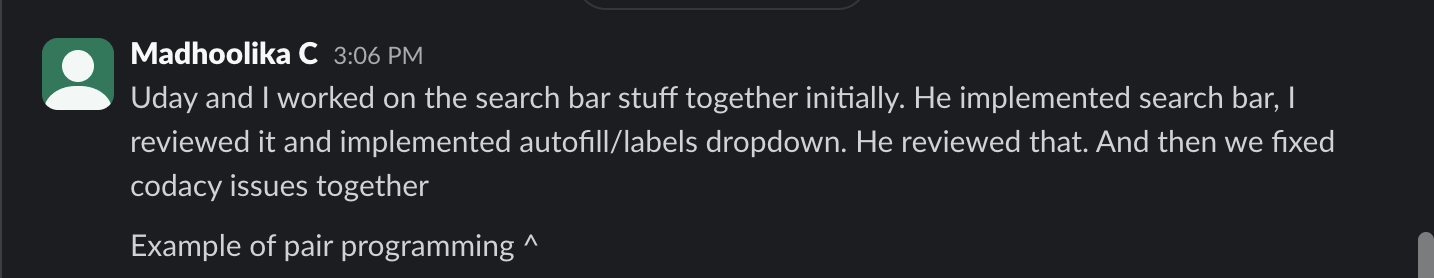 Madhoolika C 3:06 PM
Uday and I worked on the search bar stuff together initially. He implemented search bar, I
reviewed it and implemented autofill/labels dropdown. He reviewed that. And then we fixed
codacy issues together
Example of pair programming ^